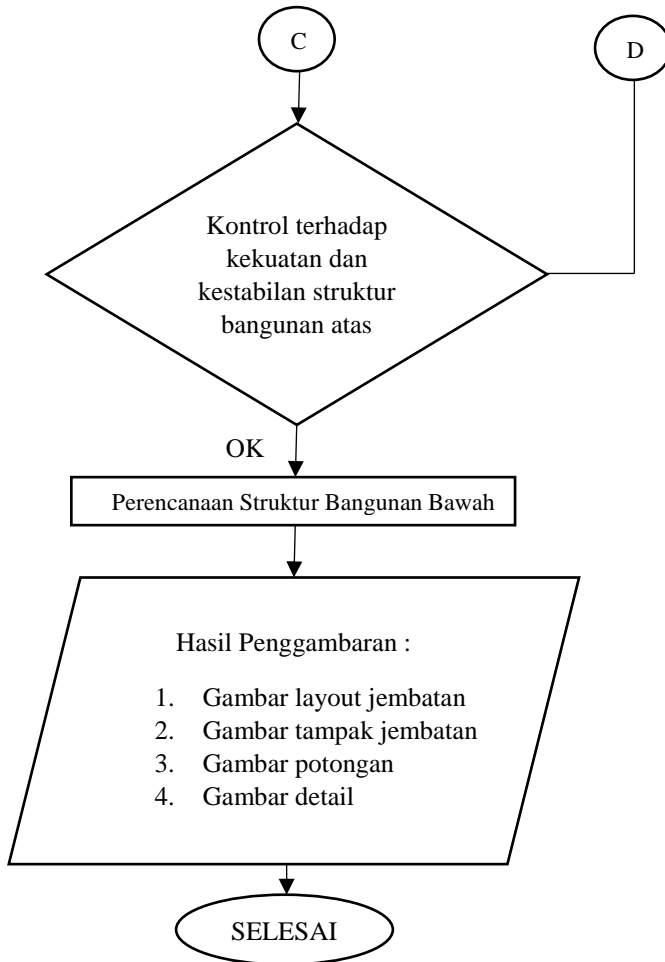 C
D
Kontrol terhadap
kekuatan dan
kestabilan struktur
bangunan atas
OK
Perencanaan Struktur Bangunan Bawah
Hasil Penggambaran :
1. Gambar layout jembatan
2. Gambar tampak jembatan
3. Gambar potongan
4. Gambar detail
SELESAI